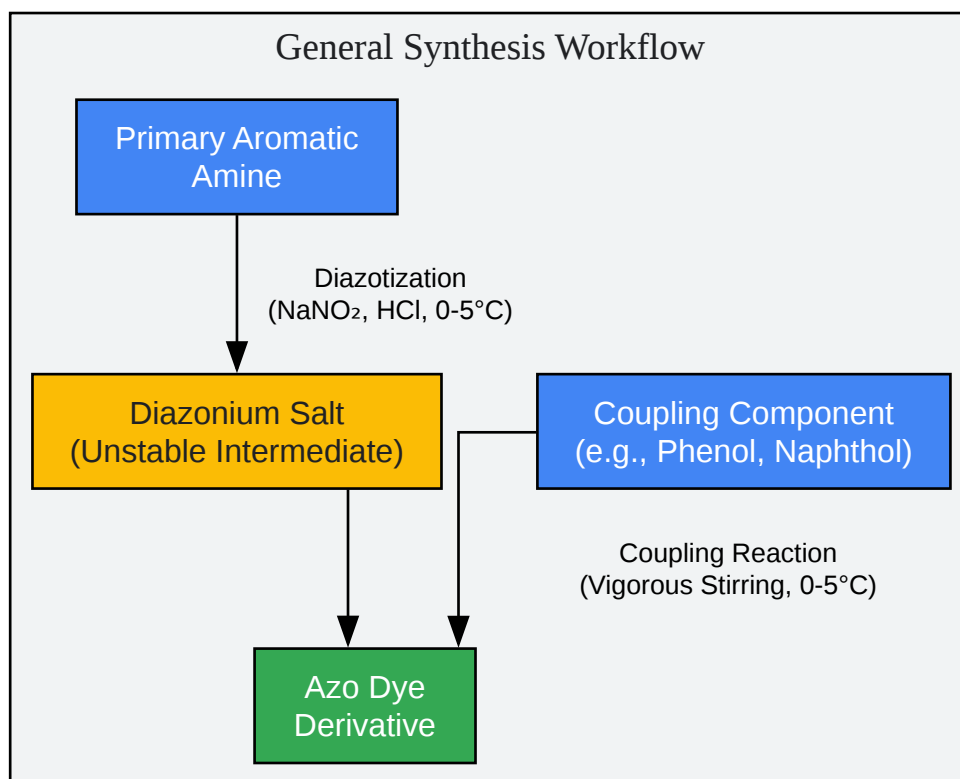 General Synthesis Workflow
Primary Aromatic
Amine
Diazotization
(NaNO₂, HCl, 0-5°C)
Diazonium Salt
(Unstable Intermediate)
Coupling Component
(e.g., Phenol, Naphthol)
Coupling Reaction
(Vigorous Stirring, 0-5°C)
Azo Dye
Derivative